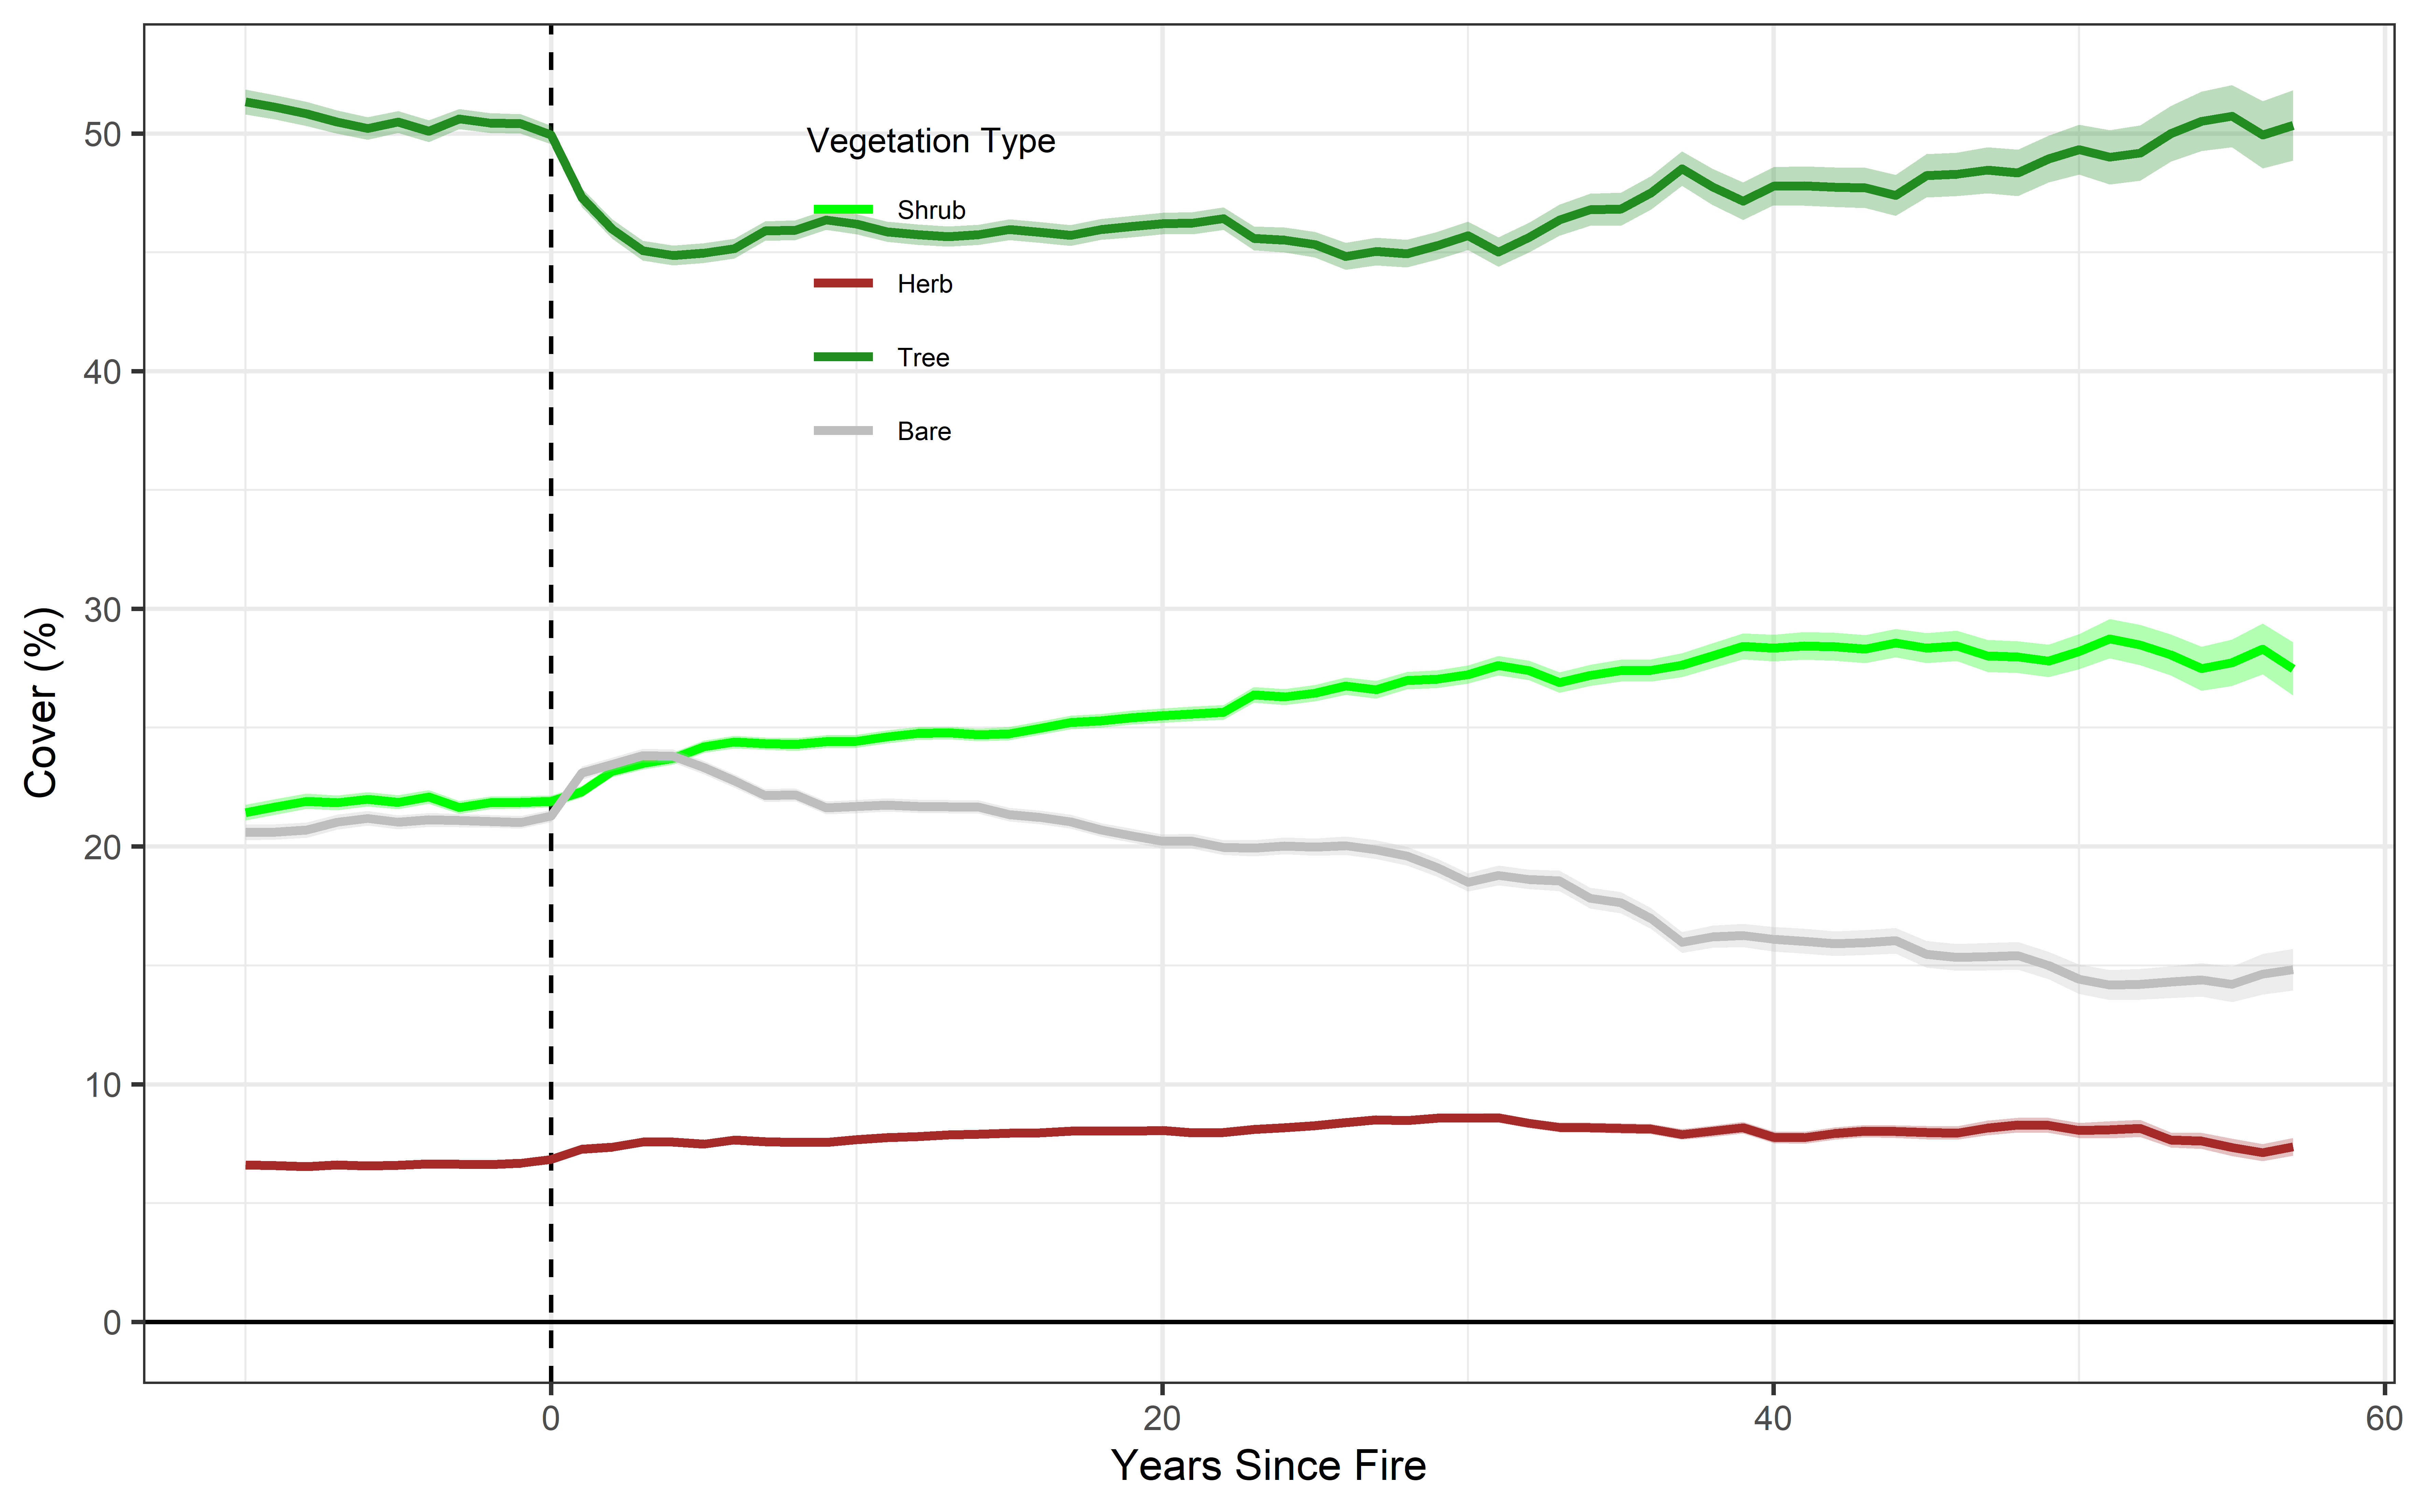 Vegetation Type
Shrub
Herb
Tree
Bare
Cover (%)
50
40
30
20
10
0
0 20 40 60
Years Since Fire